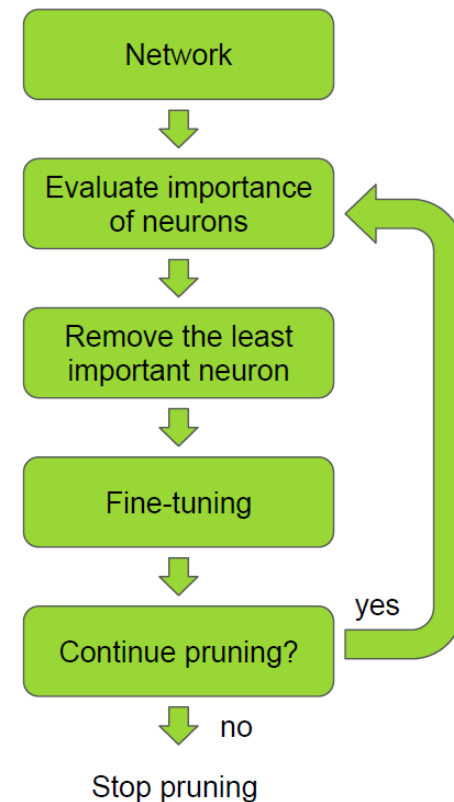 Network
Evaluate importance
of neurons
Remove the least
important neuron
Fine-tuning
yes
Continue pruning?
no
Stop pruning